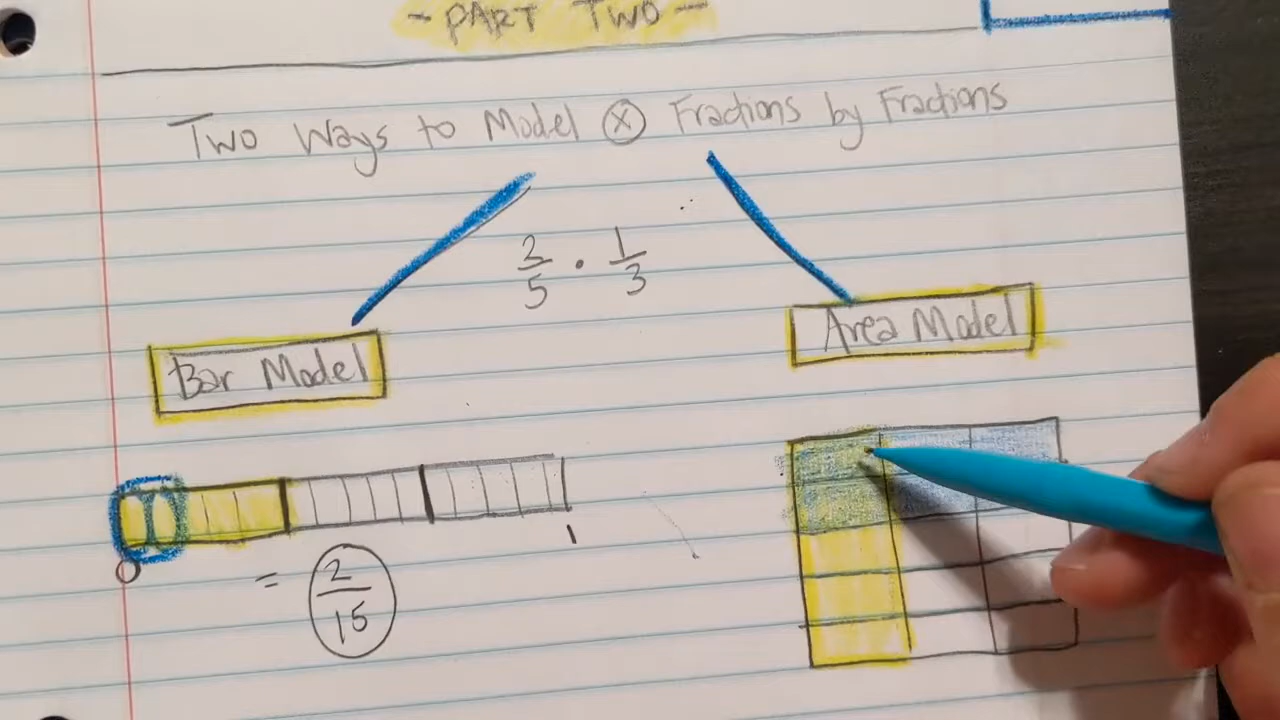 - PART TWO -
Two Ways to Model ⊗ Fractions by Fractions
2/5 · 1/3
Bar Model
Area Model
0
1
= 2/15